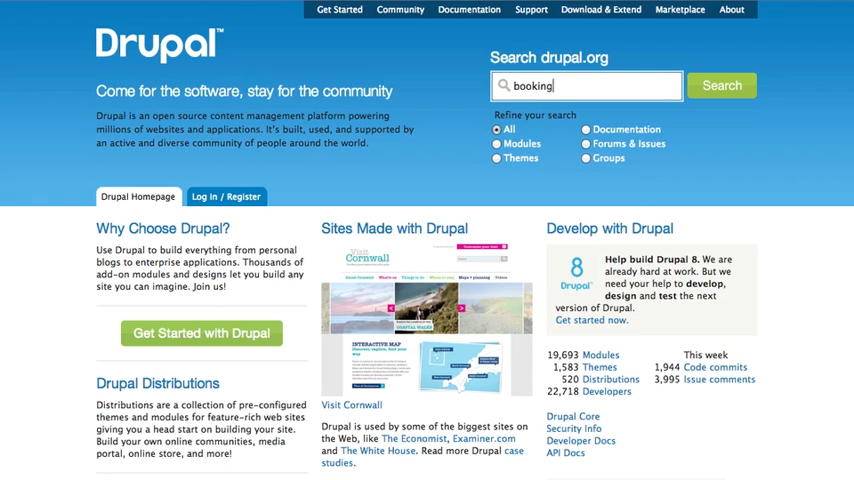 Get Started Community Documentation Support Download & Extend Marketplace About
Drupal™
Search drupal.org
booking
Search
Come for the software, stay for the community
Drupal is an open source content management platform powering
millions of websites and applications. It's built, used, and supported by
an active and diverse community of people around the world.
Refine your search
All
Documentation
Modules
Forums & Issues
Themes
Groups
Drupal Homepage
Log in / Register
Why Choose Drupal?
Use Drupal to build everything from personal
blogs to enterprise applications. Thousands of
add-on modules and designs let you build any
site you can imagine. Join us!
Get Started with Drupal
Drupal Distributions
Distributions are a collection of pre-configured
themes and modules for feature-rich web sites
giving you a head start on building your site.
Build your own online communities, media
portal, online store, and more!
Sites Made with Drupal
Visit
Cornwall
COASTAL WALKS
INTERACTIVE MAP
Visit Cornwall
Drupal is used by some of the biggest sites on
the Web, like The Economist, Examiner.com
and The White House. Read more Drupal case
studies.
Develop with Drupal
8
Drupal™
Help build Drupal 8. We are
already hard at work. But we
need your help to develop,
design and test the next
version of Drupal.
Get started now.
19,693 Modules
1,583 Themes
520 Distributions
22,718 Developers
This week
1,944 Code commits
3,995 Issue comments
Drupal Core
Security Info
Developer Docs
API Docs